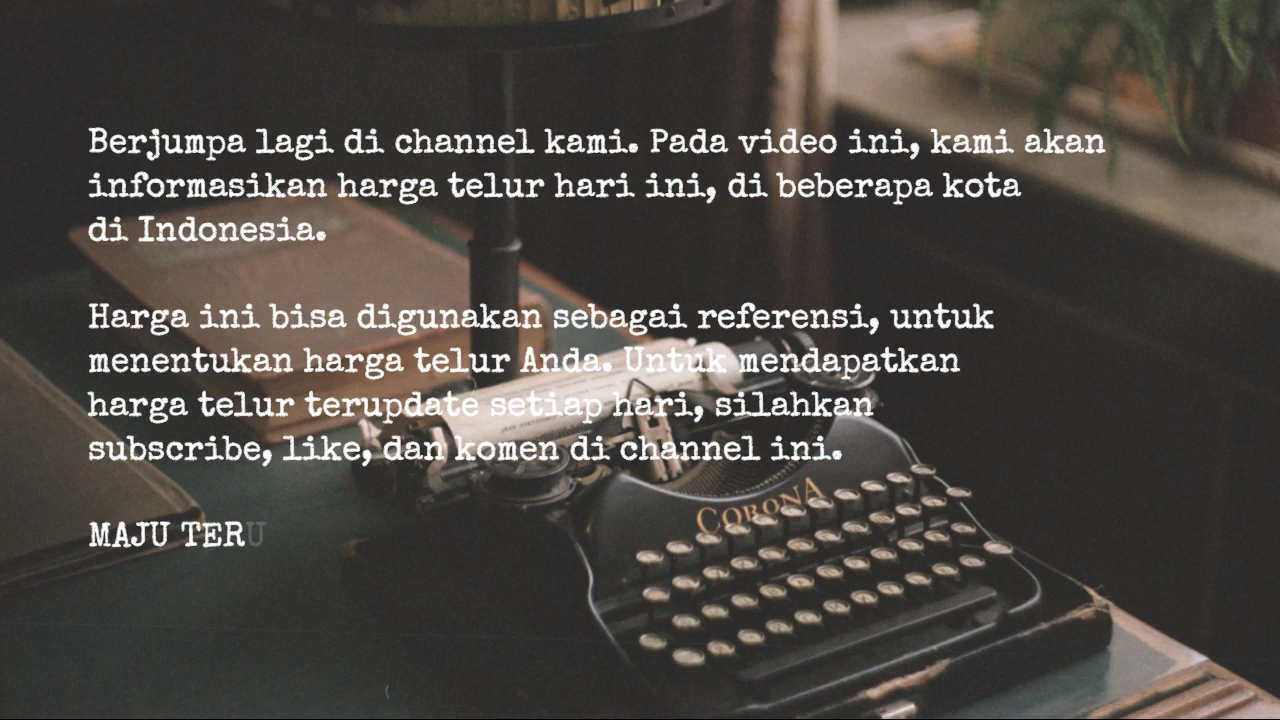 Berjumpa lagi di channel kami. Pada video ini, kami akan
informasikan harga telur hari ini, di beberapa kota
di Indonesia.
Harga ini bisa digunakan sebagai referensi, untuk
menentukan harga telur Anda. Untuk mendapatkan
harga telur terupdate setiap hari, silahkan
subscribe, like, dan komen di channel ini.
MAJU TERU
CORONA